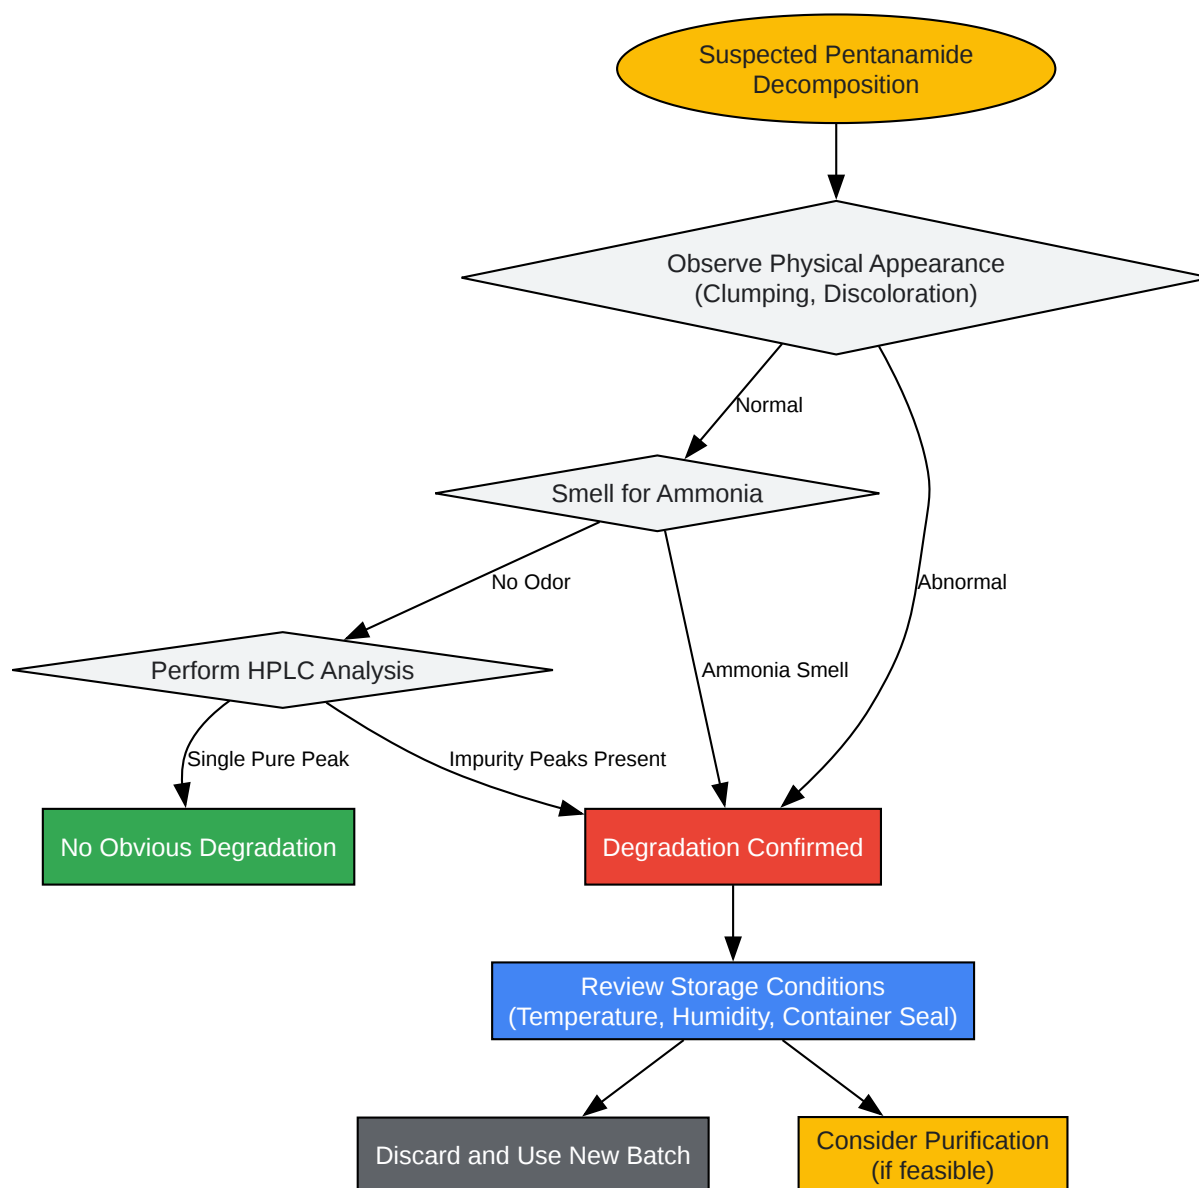 Suspected Pentanamide
Decomposition
Observe Physical Appearance
(Clumping, Discoloration)
Normal
Smell for Ammonia
No Odor
Abnormal
Perform HPLC Analysis
Ammonia Smell
Single Pure Peak
Impurity Peaks Present
No Obvious Degradation
Degradation Confirmed
Review Storage Conditions
(Temperature, Humidity, Container Seal)
Discard and Use New Batch
Consider Purification
(if feasible)